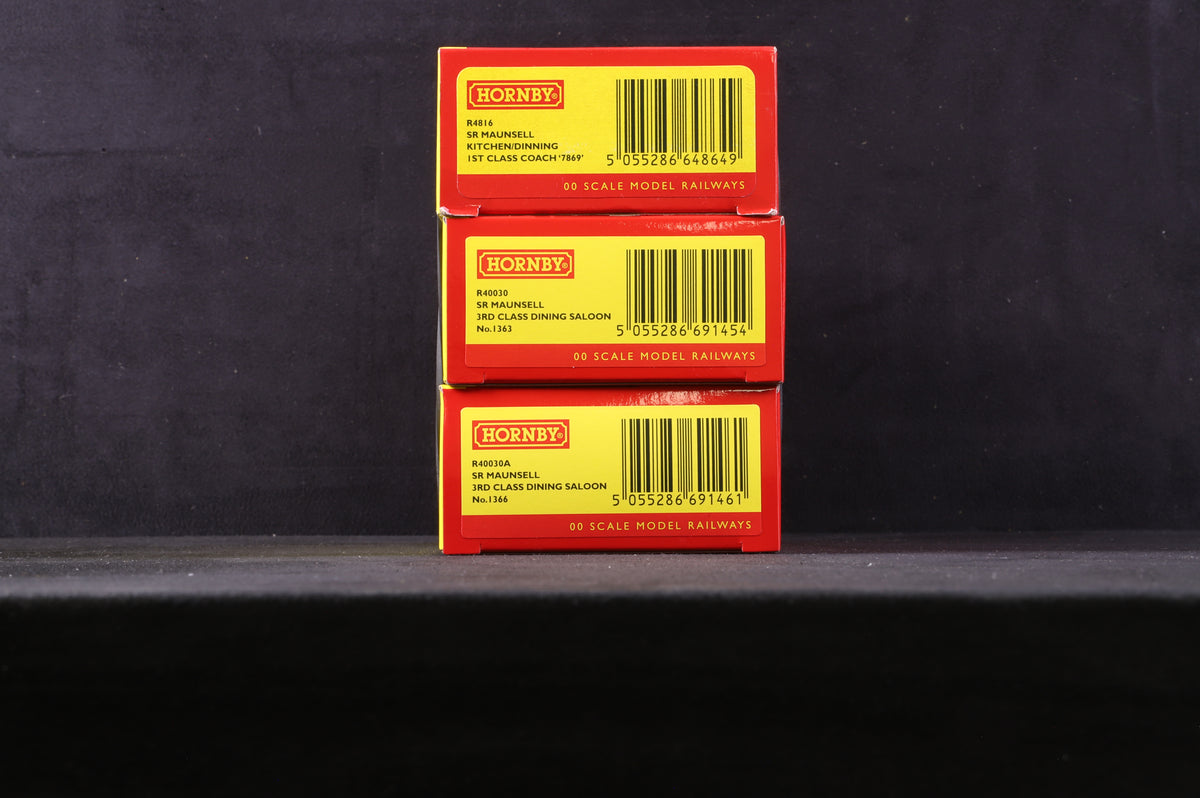 HORNBY®
R4816
SR MAUNSELL
KITCHEN/DINNING
1ST CLASS COACH '7869'
5 055286 648649
00 SCALE MODEL RAILWAYS
HORNBY®
R40030
SR MAUNSELL
3RD CLASS DINING SALOON
No.1363
5 055286 691454
00 SCALE MODEL RAILWAYS
HORNBY®
R40030A
SR MAUNSELL
3RD CLASS DINING SALOON
No.1366
5 055286 691461
00 SCALE MODEL RAILWAYS